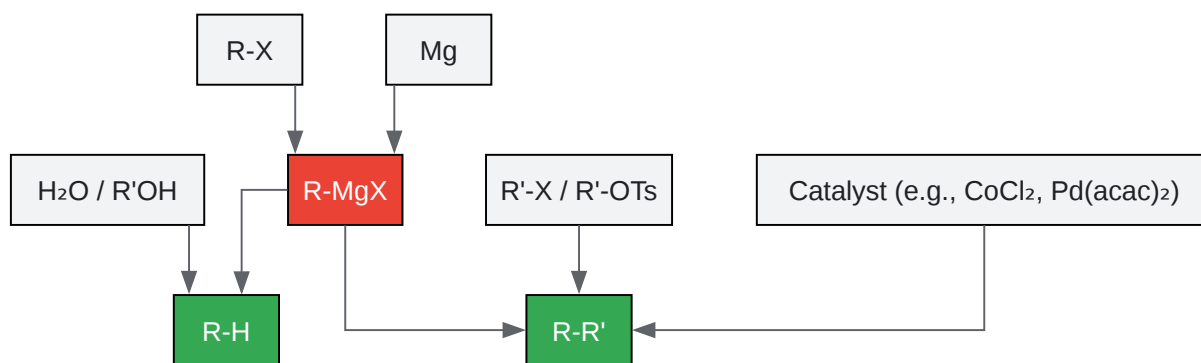 R-X
Mg
H₂O / R'OH
R-MgX
R'-X / R'-OTs
Catalyst (e.g., CoCl₂, Pd(acac)₂)
R-H
R-R'